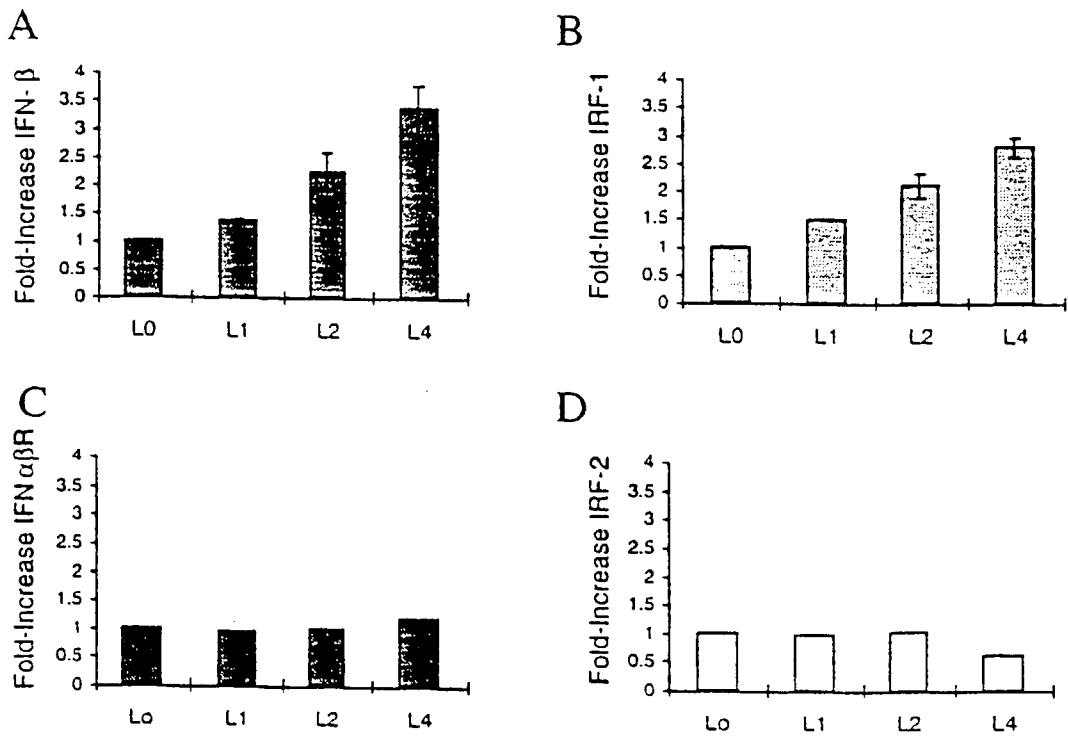 A
Fold-Increase IFN-β
4
3.5
3
2.5
2
1.5
1
0.5
0
L0
L1
L2
L4
B
Fold-Increase IRF-1
4
3.5
3
2.5
2
1.5
1
0.5
0
L0
L1
L2
L4
C
Fold-Increase IFNαβR
4
3.5
3
2.5
2
1.5
1
0.5
0
Lo
L1
L2
L4
D
Fold-Increase IRF-2
4
3.5
3
2.5
2
1.5
1
0.5
0
Lo
L1
L2
L4